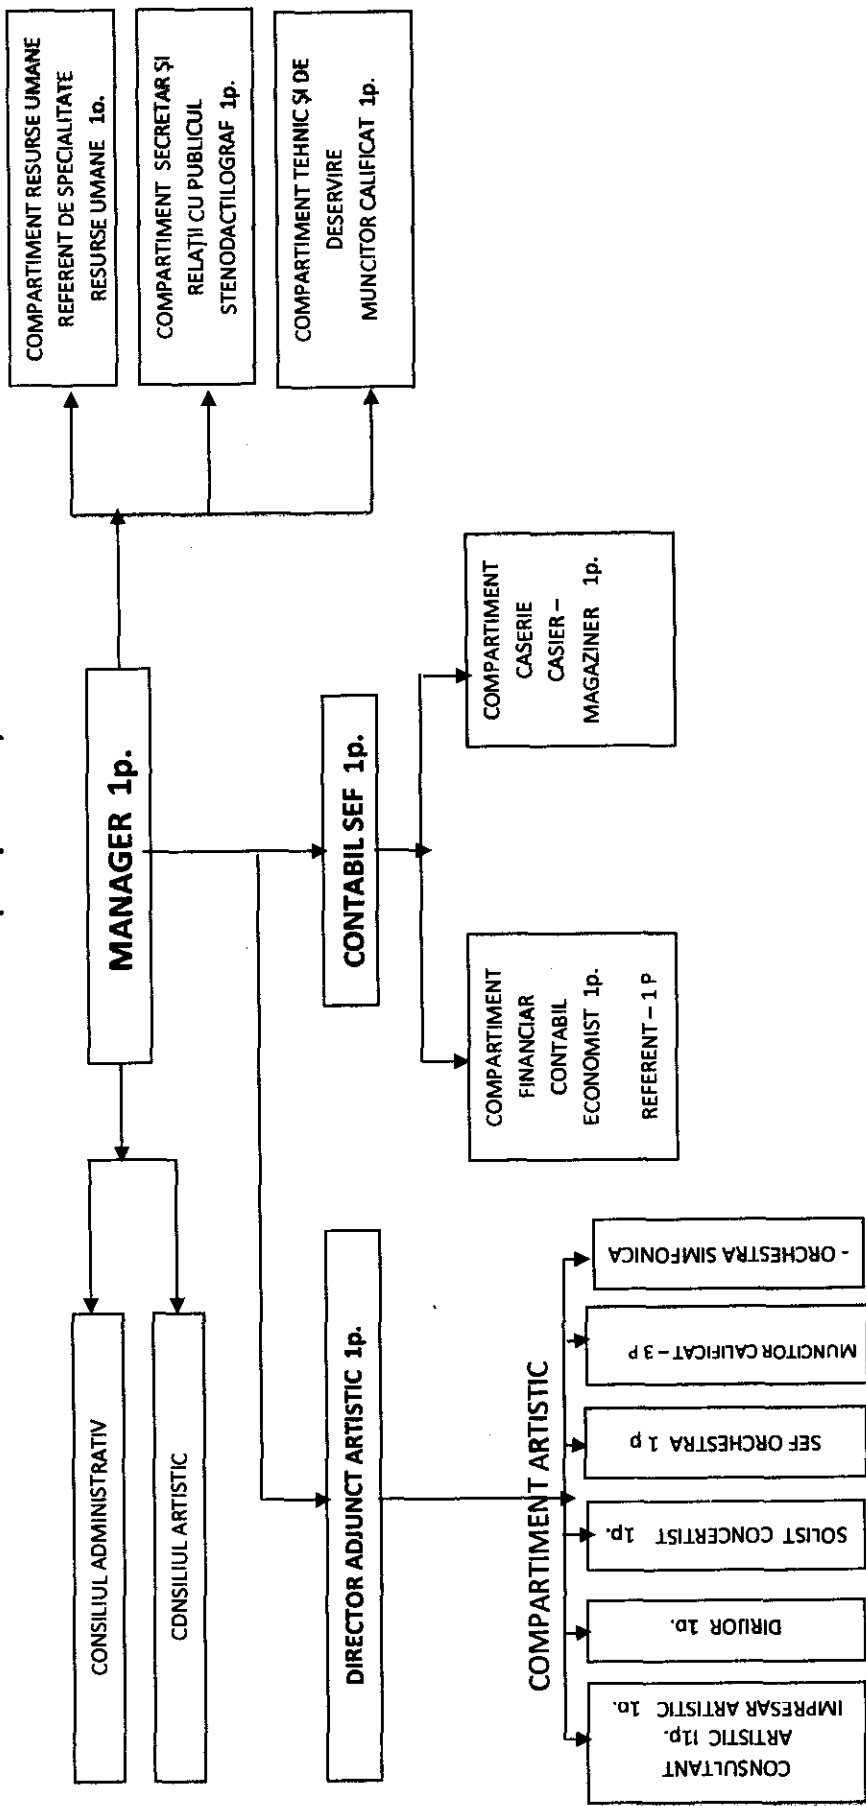 CONSILIUL ADMINISTRATIV
CONSILIUL ARTISTIC
MANAGER 1p.
COMPARTIMENT RESURSE UMANE
REFERENT DE SPECIALITATE
RESURSE UMANE 1p.
COMPARTIMENT SECRETAR ȘI
RELAȚII CU PUBLICUL
STENODACTILOGRAF 1p.
COMPARTIMENT TEHNIC ȘI DE
DESERVIRE
MUNCITOR CALIFICAT 1p.
DIRECTOR ADJUNCT ARTISTIC 1p.
CONTABIL SEF 1p.
COMPARTIMENT
FINANCIAR
CONTABIL
ECONOMIST 1p.
REFERENT – 1 P
COMPARTIMENT
CASERIE
CASIER –
MAGAZINER 1p.
COMPARTIMENT ARTISTIC
CONSULTANT
ARTISTIC 11p.
IMPRESAR ARTISTIC 1p.
DIRIJOR 1p.
SOLIST CONCERTIST 1p.
SEF ORCHESTRA 1 p
MUNCITOR CALIFICAT – 3 P
- ORCHESTRA SIMFONICA